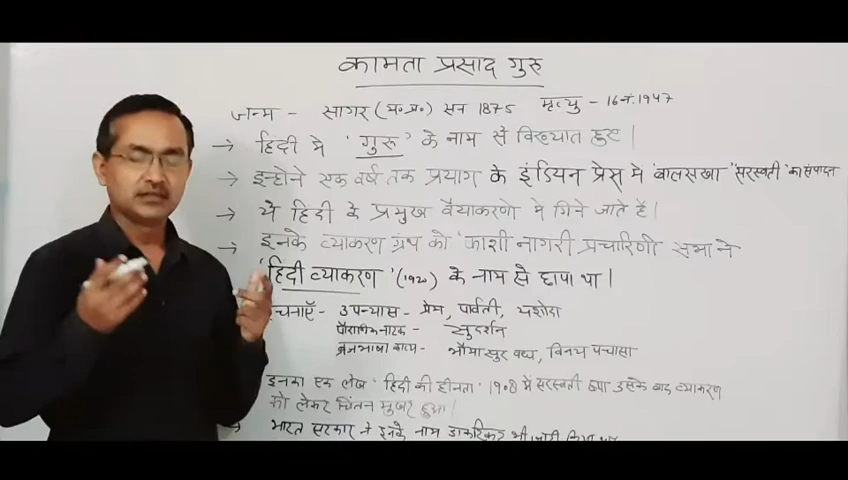 कामता प्रसाद गुरु
जन्म - सागर (म.प्र.) सन 1875 मृत्यु - 16 नं. 1947
→ हिंदी मे 'गुरु' के नाम से विख्यात हुए।
→ इन्होने एक वर्ष तक प्रयाग के इंडियन प्रेस मे 'बालसखा' "सरस्वती' का संपादन
→ ये हिंदी के प्रमुख वैयाकरणो मे गिने जाते है।
→ इनके व्याकरण ग्रंथ को 'काशी नागरी प्रचारिणी सभा ने
'हिंदी व्याकरण' (1920) के नाम से छापा था।
रचनाएँ - उपन्यास - प्रेम, पार्वती, यशोदा
पौराणिक नाटक - सुदर्शन
ब्रजभाषा काव्य - भौमासुर वध, विनय पचासा
इनका एक लेख 'हिंदी की हीनता' 1908 में सरस्वती छपा उसके बाद व्याकरण
को लेकर चिंतन मुखर हुआ।
→ भारत सरकार ने इनके नाम डाकटिकट भी जारी किया